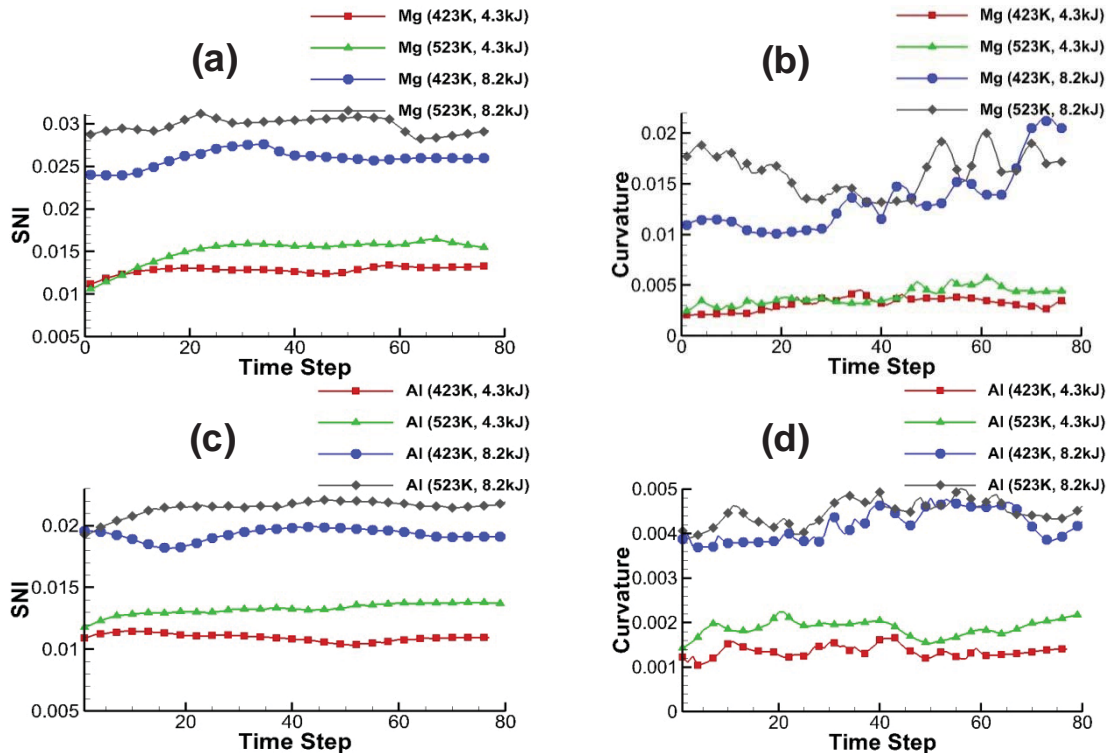 (a)
Mg (423K, 4.3kJ)
Mg (523K, 4.3kJ)
Mg (423K, 8.2kJ)
Mg (523K, 8.2kJ)
SNI
0.03
0.025
0.02
0.015
0.01
0.005
0
20
40
60
80
Time Step
(b)
Mg (423K, 4.3kJ)
Mg (523K, 4.3kJ)
Mg (423K, 8.2kJ)
Mg (523K, 8.2kJ)
Curvature
0.02
0.015
0.01
0.005
0
0
20
40
60
80
Time Step
(c)
Al (423K, 4.3kJ)
Al (523K, 4.3kJ)
Al (423K, 8.2kJ)
Al (523K, 8.2kJ)
SNI
0.03
0.02
0.015
0.01
0.005
20
40
60
80
Time Step
(d)
Al (423K, 4.3kJ)
Al (523K, 4.3kJ)
Al (423K, 8.2kJ)
Al (523K, 8.2kJ)
Curvature
0.005
0.004
0.003
0.002
0.001
0
20
40
60
80
Time Step